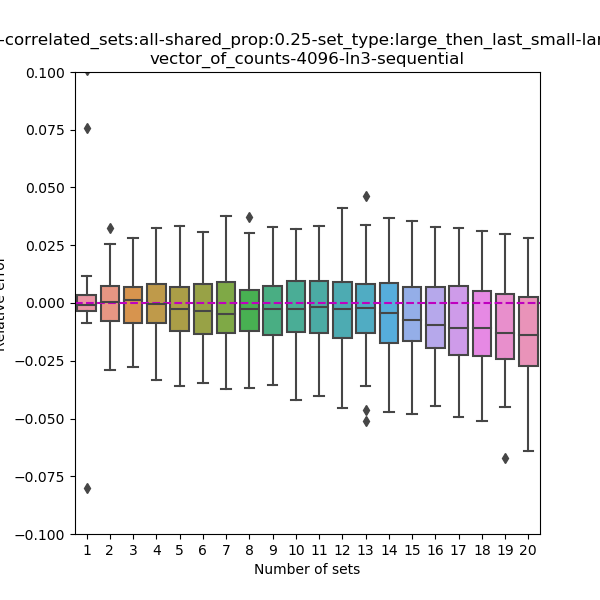 -correlated_sets:all-shared_prop:0.25-set_type:large_then_last_small-lar
vector_of_counts-4096-ln3-sequential
0.100
0.075
0.050
0.025
0.000
−0.025
−0.050
−0.075
−0.100
Relative error
1 2 3 4 5 6 7 8 9 10 11 12 13 14 15 16 17 18 19 20
Number of sets